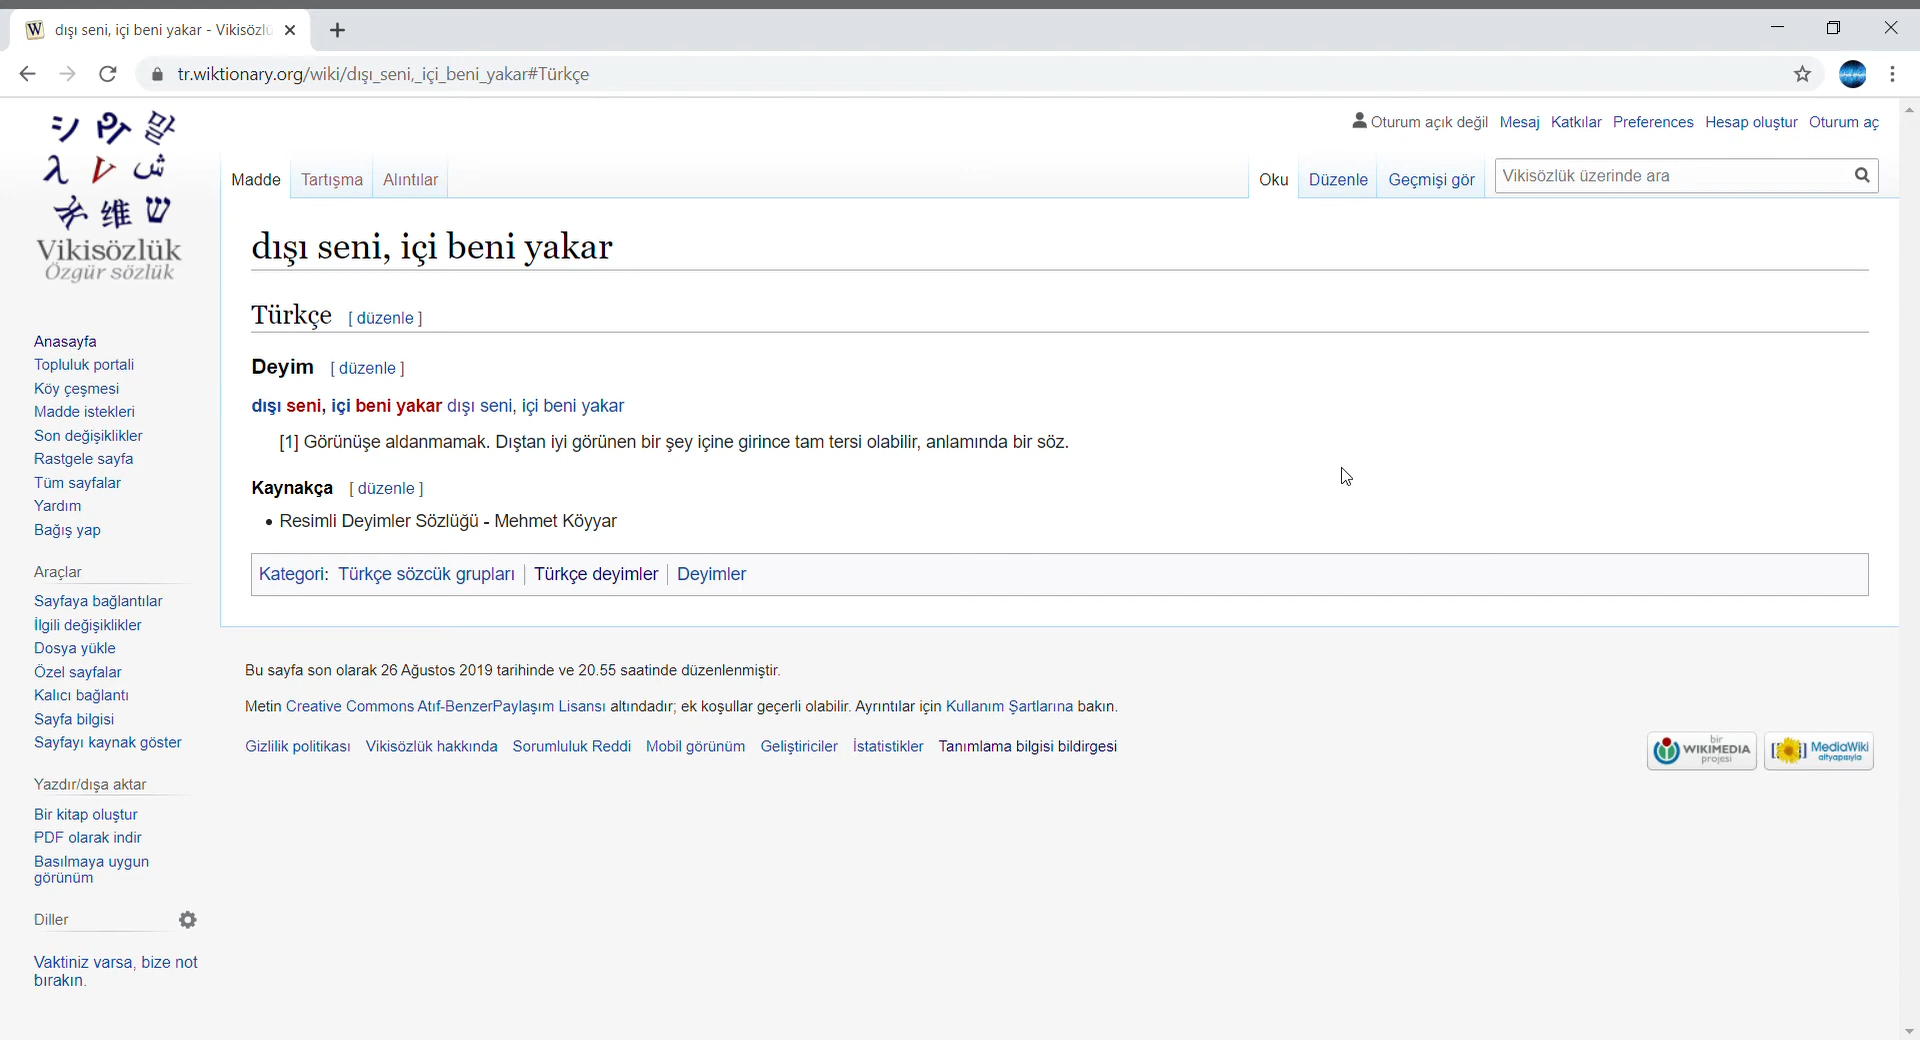 dışı seni, içi beni yakar - Vikisözlü
tr.wiktionary.org/wiki/dışı_seni,_içi_beni_yakar#Türkçe
Oturum açık değil Mesaj Katkılar Preferences Hesap oluştur Oturum aç
Madde Tartışma Alıntılar Oku Düzenle Geçmişi gör Vikisözlük üzerinde ara
Vikisözlük
Özgür sözlük
dışı seni, içi beni yakar
Türkçe [ düzenle ]
Deyim [ düzenle ]
dışı seni, içi beni yakar dışı seni, içi beni yakar
[1] Görünüşe aldanmamak. Dıştan iyi görünen bir şey içine girince tam tersi olabilir, anlamında bir söz.
Kaynakça [ düzenle ]
• Resimli Deyimler Sözlüğü - Mehmet Köyyar
Kategori: Türkçe sözcük grupları | Türkçe deyimler | Deyimler
Bu sayfa son olarak 26 Ağustos 2019 tarihinde ve 20.55 saatinde düzenlenmiştir.
Metin Creative Commons Atıf-BenzerPaylaşım Lisansı altındadır; ek koşullar geçerli olabilir. Ayrıntılar için Kullanım Şartlarına bakın.
Gizlilik politikası Vikisözlük hakkında Sorumluluk Reddi Mobil görünüm Geliştiriciler İstatistikler Tanımlama bilgisi bildirgesi
bir
WIKIMEDIA
projesi
MediaWiki
altyapısıyla
Anasayfa
Topluluk portali
Köy çeşmesi
Madde istekleri
Son değişiklikler
Rastgele sayfa
Tüm sayfalar
Yardım
Bağış yap
Araçlar
Sayfaya bağlantılar
İlgili değişiklikler
Dosya yükle
Özel sayfalar
Kalıcı bağlantı
Sayfa bilgisi
Sayfayı kaynak göster
Yazdır/dışa aktar
Bir kitap oluştur
PDF olarak indir
Basılmaya uygun
görünüm
Diller
Vaktiniz varsa, bize not
bırakın.